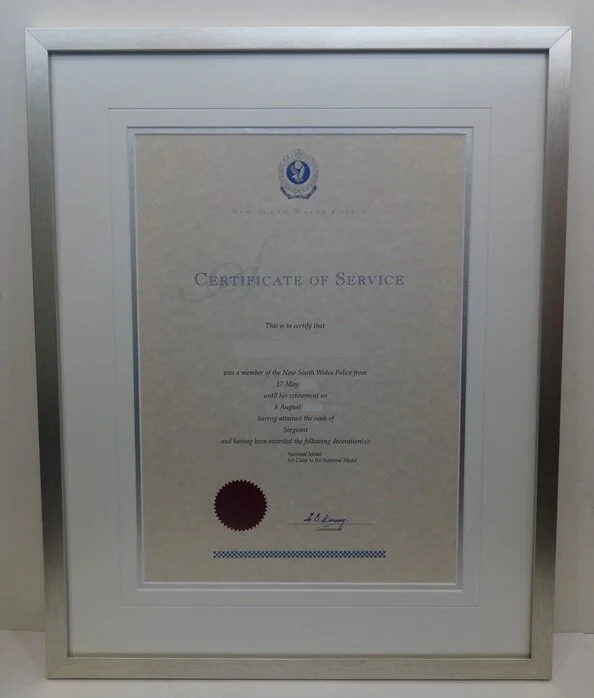 NEW SOUTH WALES POLICE
CERTIFICATE OF SERVICE
This is to certify that
was a member of the New South Wales Police from
17 May
until his retirement on
8 August
having attained the rank of
Sergeant
and having been awarded the following decoration(s):
National Medal
1st Clasp to the National Medal
Commissioner